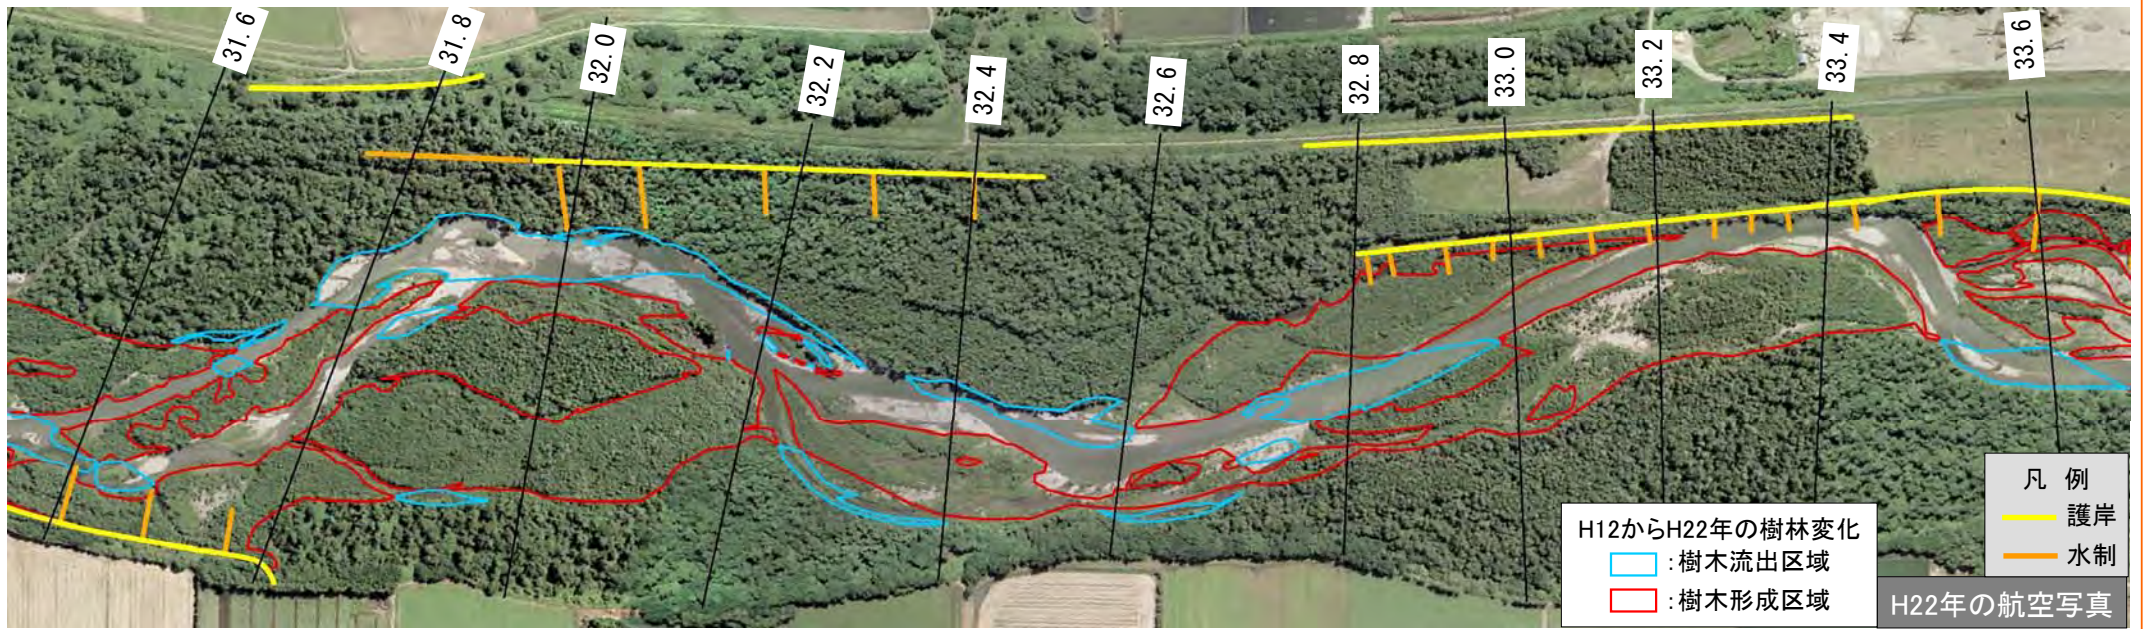 31.6
31.8
32.0
32.2
32.4
32.6
32.8
33.0
33.2
33.4
33.6
凡 例
護岸
水制
H12からH22年の樹林変化
:樹木流出区域
:樹木形成区域
H22年の航空写真